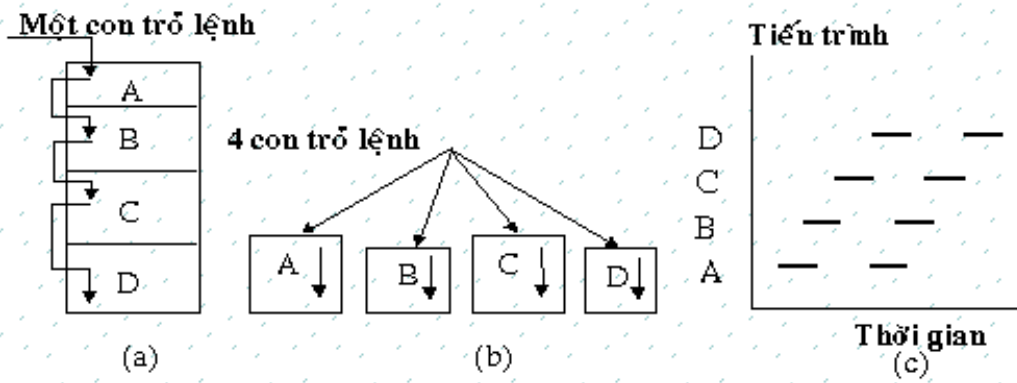 Một con trỏ lệnh
A
B
C
D
(a)
4 con trỏ lệnh
A
B
C
D
(b)
Tiến trình
D
C
B
A
Thời gian
(c)